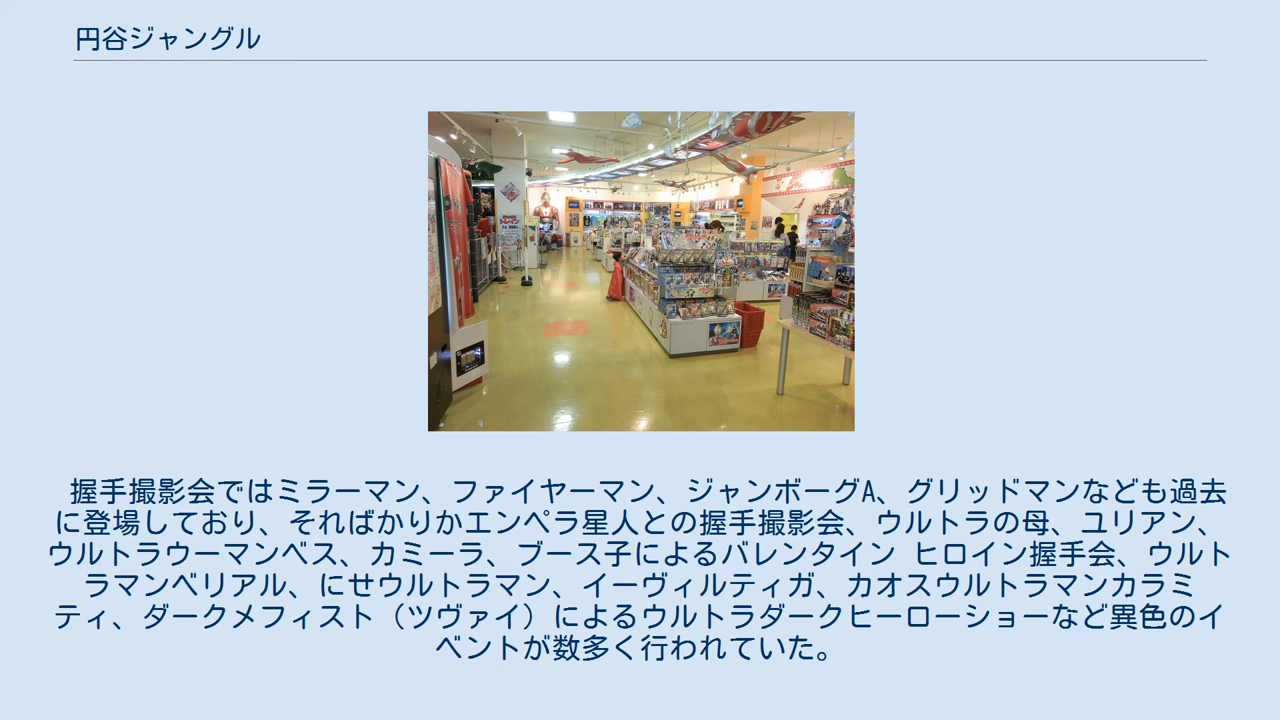 円谷ジャングル
握手撮影会ではミラーマン、ファイヤーマン、ジャンボーグA、グリッドマンなども過去
に登場しており、そればかりかエンペラ星人との握手撮影会、ウルトラの母、ユリアン、
ウルトラウーマンベス、カミーラ、ブース子によるバレンタイン ヒロイン握手会、ウルト
ラマンベリアル、にせウルトラマン、イーヴィルティガ、カオスウルトラマンカラミ
ティ、ダークメフィスト（ツヴァイ）によるウルトラダークヒーローショーなど異色のイ
ベントが数多く行われていた。